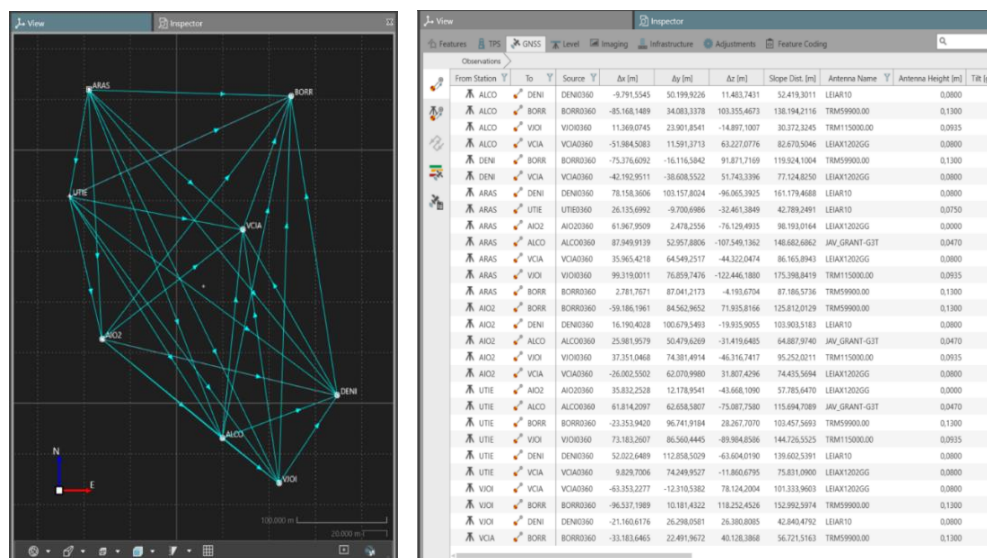 View
Inspector
ARAS
BORR
UTIE
VCIA
AIO2
DENI
ALCO
VJOI
N
E
100.000 m
20.000 m
View
Inspector
Features TPS GNSS Level Imaging Infrastructure Adjustments Feature Coding
Observations
From Station To Source Δx [m] Δy [m] Δz [m] Slope Dist. [m] Antenna Name Antenna Height [m] Tilt [g
ALCO DENI DENI0360 -9.791,5545 50.199,9226 11.483,7431 52.419,3011 LEIAR10 0,0800
ALCO BORR BORR0360 -85.168,1489 34.083,3378 103.355,4673 138.194,2116 TRM59900.00 0,1300
ALCO VJOI VJOI0360 11.369,0745 23.901,8541 -14.897,1007 30.372,3245 TRM115000.00 0,0935
ALCO VCIA VCIA0360 -51.984,5083 11.591,3713 63.227,0776 82.670,5046 LEIAX1202GG 0,0800
DENI BORR BORR0360 -75.376,6092 -16.116,5842 91.871,7169 119.924,1004 TRM59900.00 0,1300
DENI VCIA VCIA0360 -42.192,9511 -38.608,5522 51.743,3396 77.124,8250 LEIAX1202GG 0,0800
ARAS DENI DENI0360 78.158,3606 103.157,8024 -96.065,3925 161.179,4688 LEIAR10 0,0800
ARAS UTIE UTIE0360 26.135,6992 -9.700,6986 -32.461,3849 42.789,2491 LEIAR10 0,0750
ARAS AIO2 AIO20360 61.967,9509 2.478,2556 -76.129,4935 98.193,0164 LEIAX1202GG 0,0000
ARAS ALCO ALCO0360 87.949,9139 52.957,8806 -107.549,1362 148.682,6862 JAV_GRANT-G3T 0,0470
ARAS VCIA VCIA0360 35.965,4218 64.549,2517 -44.322,0474 86.165,8943 LEIAX1202GG 0,0800
ARAS VJOI VJOI0360 99.319,0011 76.859,7476 -122.446,1880 175.398,8419 TRM115000.00 0,0935
ARAS BORR BORR0360 2.781,7671 87.041,2173 -4.193,6704 87.186,5736 TRM59900.00 0,1300
AIO2 BORR BORR0360 -59.186,1961 84.562,9652 71.935,8166 125.812,0129 TRM59900.00 0,1300
AIO2 DENI DENI0360 16.190,4028 100.679,5493 -19.935,9055 103.903,5183 LEIAR10 0,0800
AIO2 ALCO ALCO0360 25.981,9579 50.479,6269 -31.419,6485 64.887,9740 JAV_GRANT-G3T 0,0470
AIO2 VJOI VJOI0360 37.351,0468 74.381,4914 -46.316,7417 95.252,0211 TRM115000.00 0,0935
AIO2 VCIA VCIA0360 -26.002,5502 62.070,9980 31.807,4296 74.435,5694 LEIAX1202GG 0,0800
UTIE AIO2 AIO20360 35.832,2528 12.178,9541 -43.668,1090 57.785,6470 LEIAX1202GG 0,0000
UTIE ALCO ALCO0360 61.814,2097 62.658,5807 -75.087,7580 115.694,7089 JAV_GRANT-G3T 0,0470
UTIE BORR BORR0360 -23.353,9420 96.741,9184 28.267,7070 103.457,5693 TRM59900.00 0,1300
UTIE VJOI VJOI0360 73.183,2607 86.560,4445 -89.984,8586 144.726,5525 TRM115000.00 0,0935
UTIE DENI DENI0360 52.022,6489 112.858,5029 -63.604,0190 139.602,5391 LEIAR10 0,0800
UTIE VCIA VCIA0360 9.829,7006 74.249,9527 -11.860,6795 75.831,0900 LEIAX1202GG 0,0800
VJOI VCIA VCIA0360 -63.353,2277 -12.310,5382 78.124,2004 101.333,9603 LEIAX1202GG 0,0800
VJOI BORR BORR0360 -96.537,1989 10.181,4322 118.252,4526 152.992,5974 TRM59900.00 0,1300
VJOI DENI DENI0360 -21.160,6176 26.298,0581 26.380,8085 42.840,4792 LEIAR10 0,0800
VCIA BORR BORR0360 -33.183,6465 22.491,9672 40.128,3868 56.721,5163 TRM59900.00 0,1300